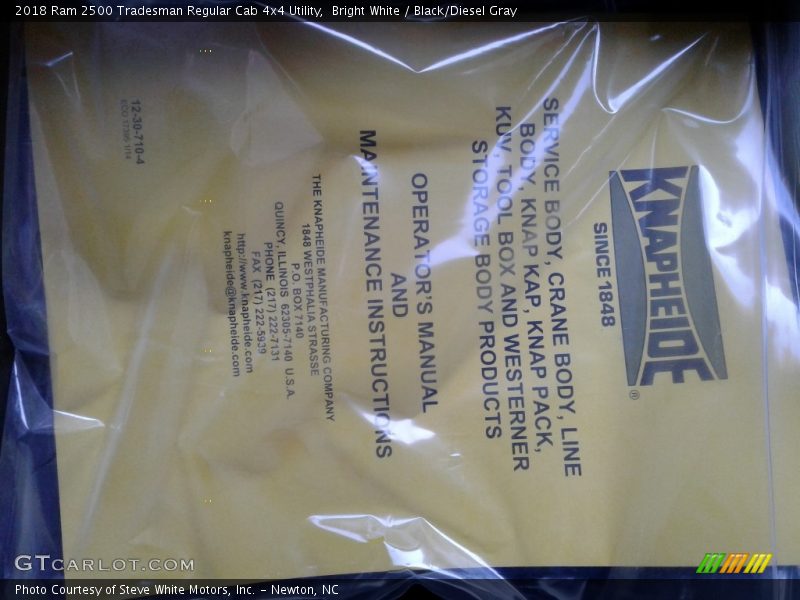 2018 Ram 2500 Tradesman Regular Cab 4x4 Utility, Bright White / Black/Diesel Gray
KNAPHEIDE
®
SINCE 1848
SERVICE BODY, CRANE BODY, LINE
BODY, KNAP KAP, KNAP PACK,
KUV, TOOL BOX AND WESTERNER
STORAGE BODY PRODUCTS
OPERATOR'S MANUAL
AND
MAINTENANCE INSTRUCTIONS
THE KNAPHEIDE MANUFACTURING COMPANY
1848 WESTPHALIA STRASSE
P.O. BOX 7140
QUINCY, ILLINOIS 62305-7140 U.S.A.
PHONE (217) 222-7131
FAX (217) 222-5939
http://www.knapheide.com
knapheide@knapheide.com
12-30-710-4
GTCARLOT.COM
Photo Courtesy of Steve White Motors, Inc. - Newton, NC